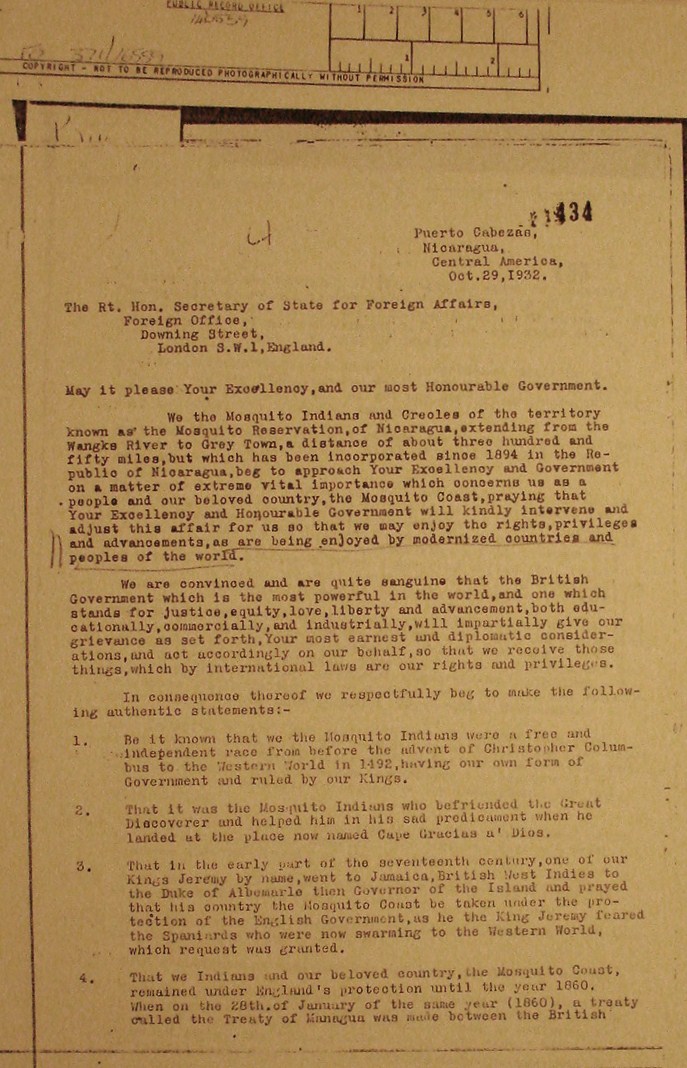 PUBLIC RECORD OFFICE
1 2 3 4 5 6
1 2
COPYRIGHT - NOT TO BE REPRODUCED PHOTOGRAPHICALLY WITHOUT PERMISSION
434
Puerto Cabezas,
Nicaragua,
Central America,
Oct.29,1932.
The Rt. Hon. Secretary of State for Foreign Affairs,
Foreign Office,
Downing Street,
London S.W.1,England.
May it please Your Excellency,and our most Honourable Government.
We the Mosquito Indians and Creoles of the territory
known as the Mosquito Reservation,of Nicaragua,extending from the
Wangks River to Grey Town,a distance of about three hundred and
fifty miles,but which has been incorporated since 1894 in the Re-
public of Nicaragua,beg to approach Your Excellency and Government
on a matter of extreme vital importance which concerns us as a
people and our beloved country,the Mosquito Coast,praying that
Your Excellency and Honourable Government will kindly intervene and
adjust this affair for us so that we may enjoy the rights,privileges
and advancements,as are being enjoyed by modernized countries and
peoples of the world.
We are convinced and are quite sanguine that the British
Government which is the most powerful in the world,and one which
stands for justice,equity,love,liberty and advancement,both edu-
cationally,commercially,and industrially,will impartially give our
grievance as set forth,Your most earnest and diplomatic consider-
ations,and act accordingly on our behalf,so that we receive those
things,which by international laws are our rights and privileges.
In consequence thereof we respectfully beg to make the follow-
ing authentic statements:-
1. Be it known that we the Mosquito Indians were a free and
independent race from before the advent of Christopher Colum-
bus to the Western World in 1492,having our own form of
Government and ruled by our Kings.
2. That it was the Mosquito Indians who befriended the Great
Discoverer and helped him in his sad predicament when he
landed at the place now named Cape Gracias a' Dios.
3. That in the early part of the seventeenth century,one of our
Kings Jeremy by name,went to Jamaica,British West Indies to
the Duke of Albemarle then Governor of the Island and prayed
that his country the Mosquito Coast be taken under the pro-
tection of the English Government,as he the King Jeremy feared
the Spaniards who were now swarming to the Western World,
which request was granted.
4. That we Indians and our beloved country,the Mosquito Coast,
remained under England's protection until the year 1860.
When on the 28th.of January of the same year (1860), a treaty
called the Treaty of Managua was made between the British